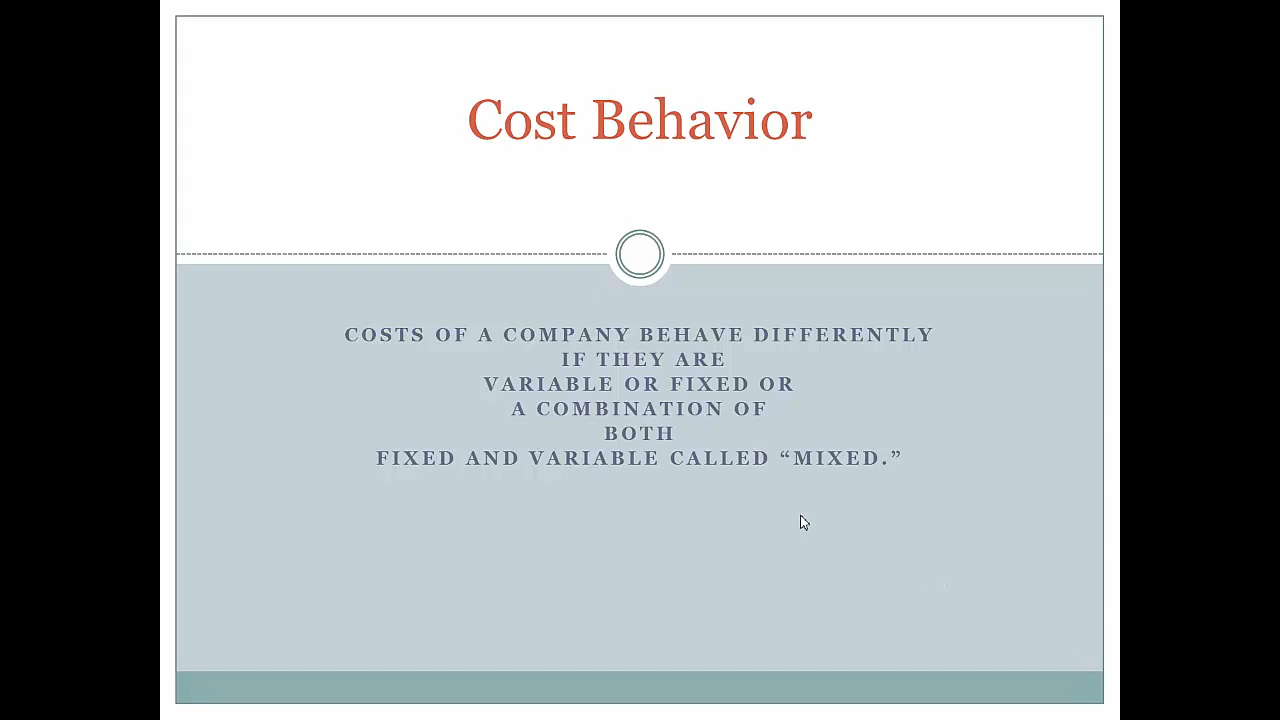 Cost Behavior
COSTS OF A COMPANY BEHAVE DIFFERENTLY
IF THEY ARE
VARIABLE OR FIXED OR
A COMBINATION OF
BOTH
FIXED AND VARIABLE CALLED “MIXED.”